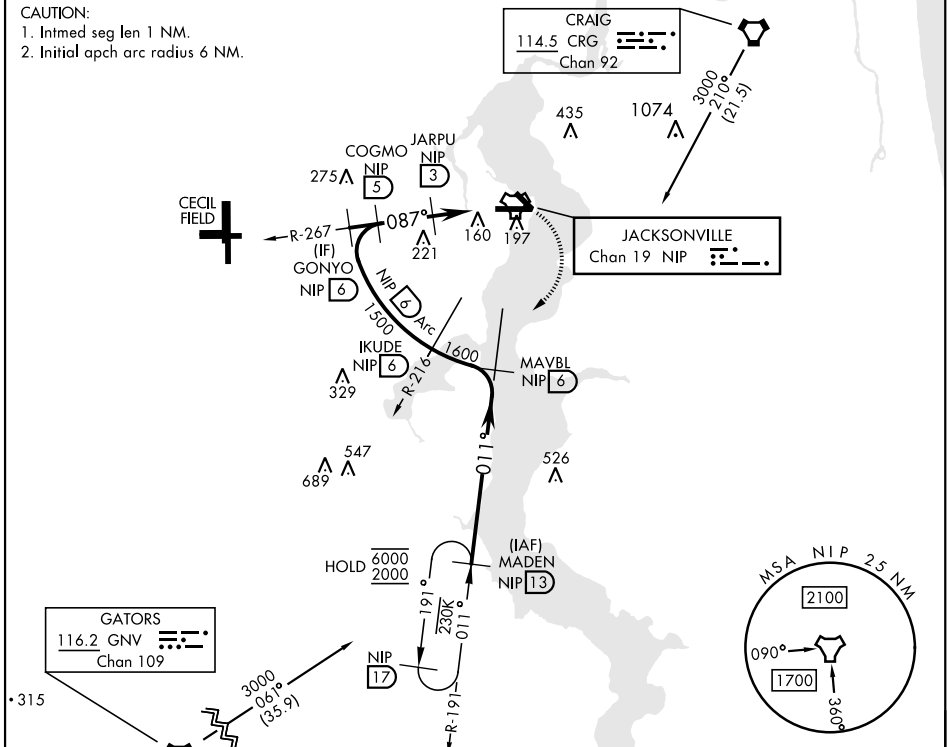 CAUTION:
1. Intmed seg len 1 NM.
2. Initial apch arc radius 6 NM.
CRAIG
114.5 CRG
Chan 92
3000
210°
(21.5)
435
1074
JARPU
NIP
3
COGMO
NIP
5
275
CECIL
FIELD
R-267
087°
(IF)
GONYO
NIP 6
221
160
197
JACKSONVILLE
Chan 19 NIP
NIP 6 Arc
1500
1600
IKUDE
NIP 6
R-216
MAVBL
NIP 6
329
011°
547
689
526
HOLD 6000
2000
(IAF)
MADEN
NIP 13
191°
230K
011°
NIP
17
R-191
GATORS
116.2 GNV
Chan 109
3000
061°
(35.9)
315
MSA NIP 25 NM
2100
090°
1700
360°